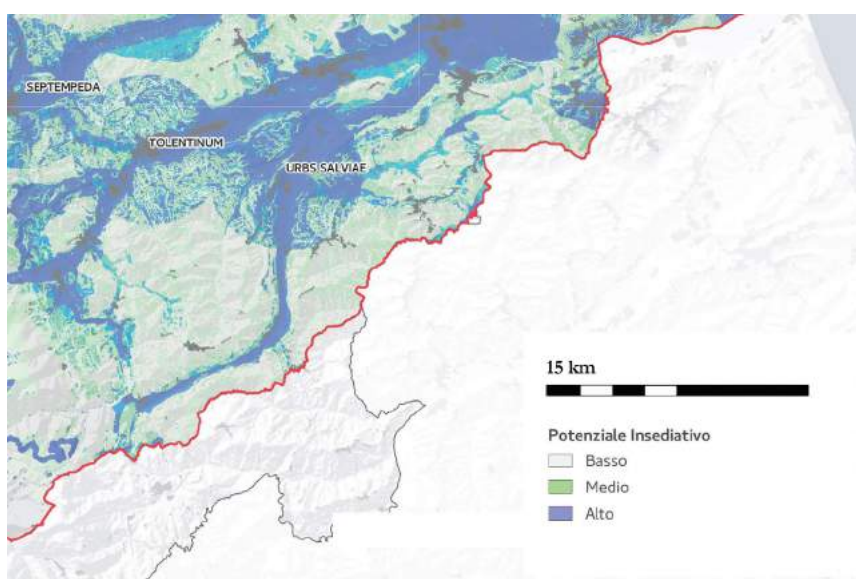 SEPTEMPEDA
TOLENTINUM
URBS SALVIAE
15 km
Potenziale Insediativo
Basso
Medio
Alto